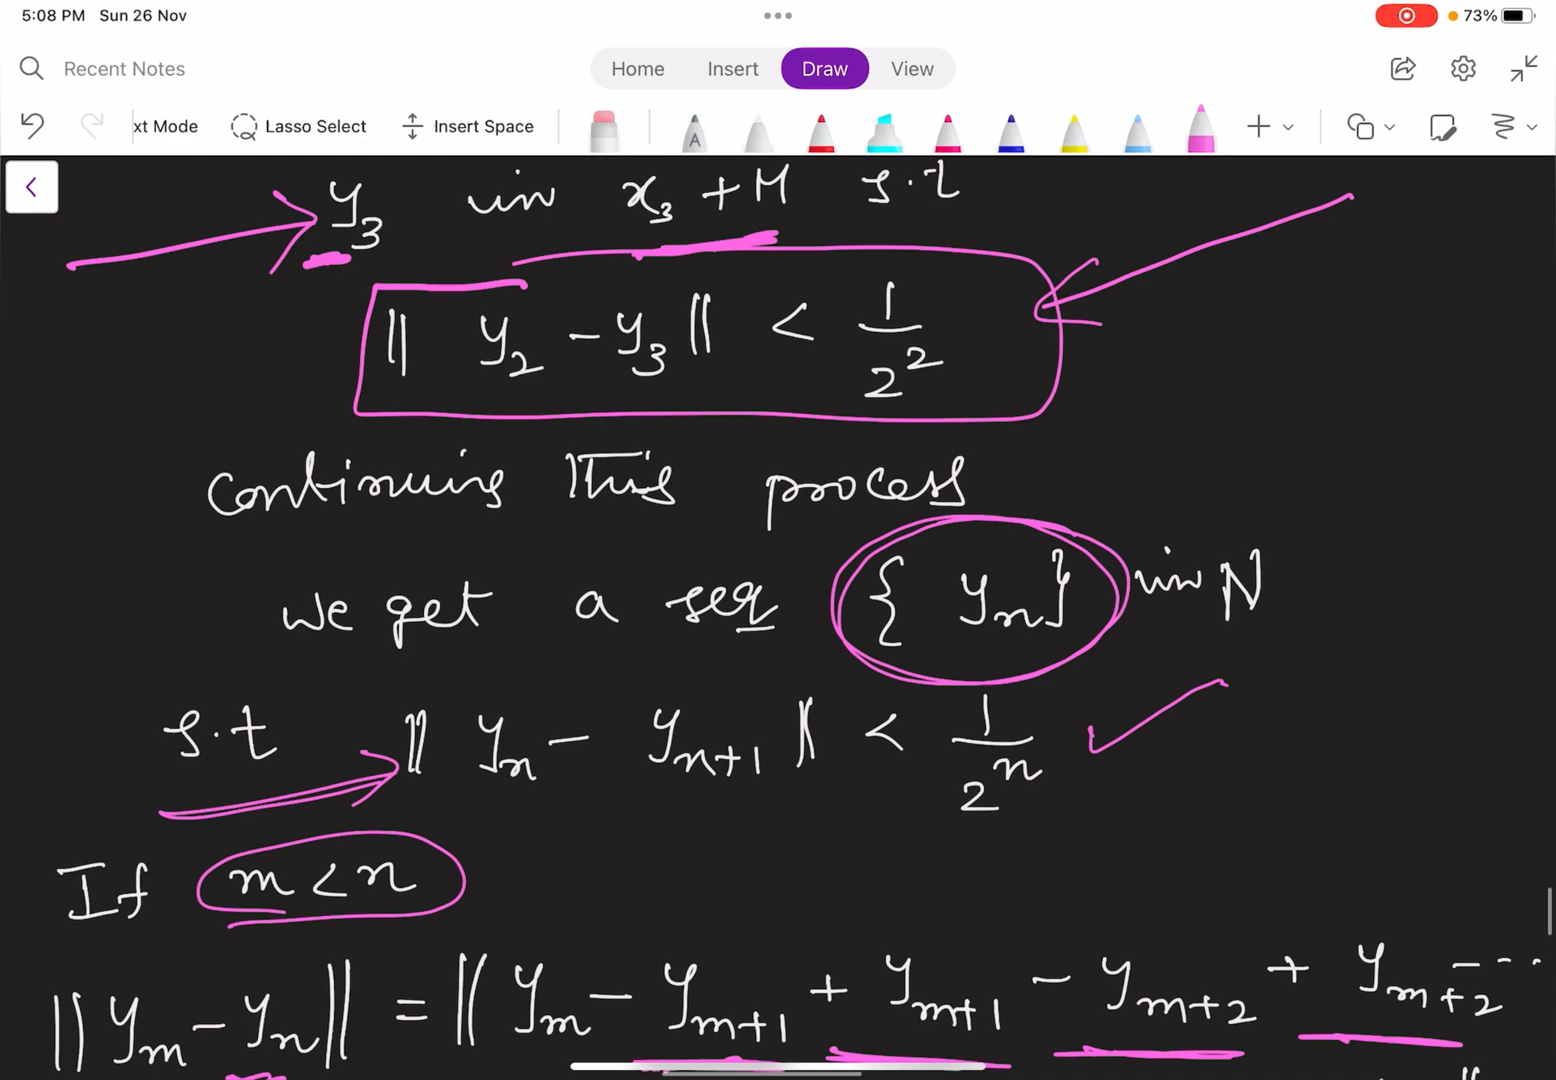 5:08 PM Sun 26 Nov
73%
Recent Notes
Home Insert Draw View
xt Mode Lasso Select Insert Space
A
y₃ in x₃ + M s.t
|| y₂ - y₃ || < 1/2²
continuing this process
we get a seq { yₙ } in N
s.t || yₙ - yₙ₊₁ || < 1/2ⁿ
If m < n
|| yₘ - yₙ || = || yₘ - yₘ₊₁ + yₘ₊₁ - yₘ₊₂ + yₘ₊₂ ---